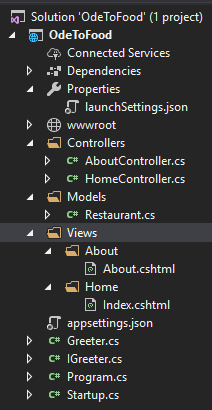 Solution 'OdeToFood' (1 project)
OdeToFood
Connected Services
Dependencies
Properties
launchSettings.json
wwwroot
Controllers
C# AboutController.cs
C# HomeController.cs
Models
C# Restaurant.cs
Views
About
About.cshtml
Home
Index.cshtml
appsettings.json
C# Greeter.cs
C# IGreeter.cs
C# Program.cs
C# Startup.cs